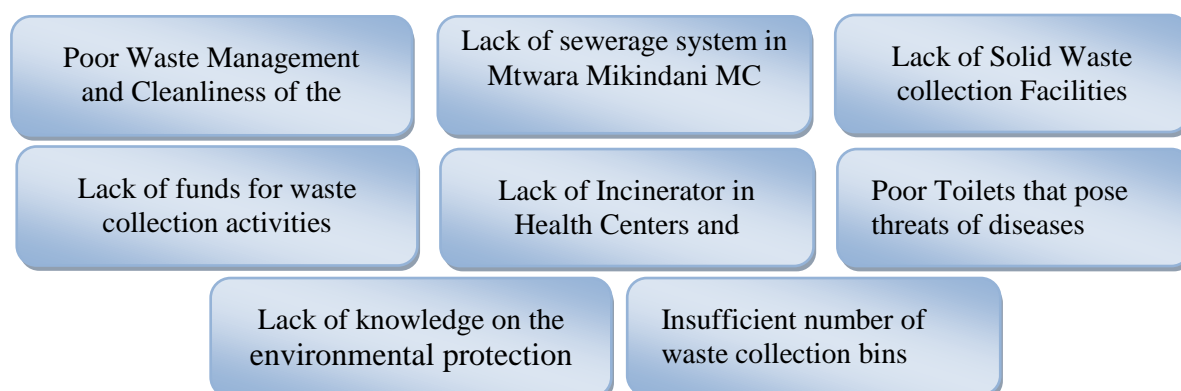 Poor Waste Management
and Cleanliness of the
Lack of sewerage system in
Mtwara Mikindani MC
Lack of Solid Waste
collection Facilities
Lack of funds for waste
collection activities
Lack of Incinerator in
Health Centers and
Poor Toilets that pose
threats of diseases
Lack of knowledge on the
environmental protection
Insufficient number of
waste collection bins